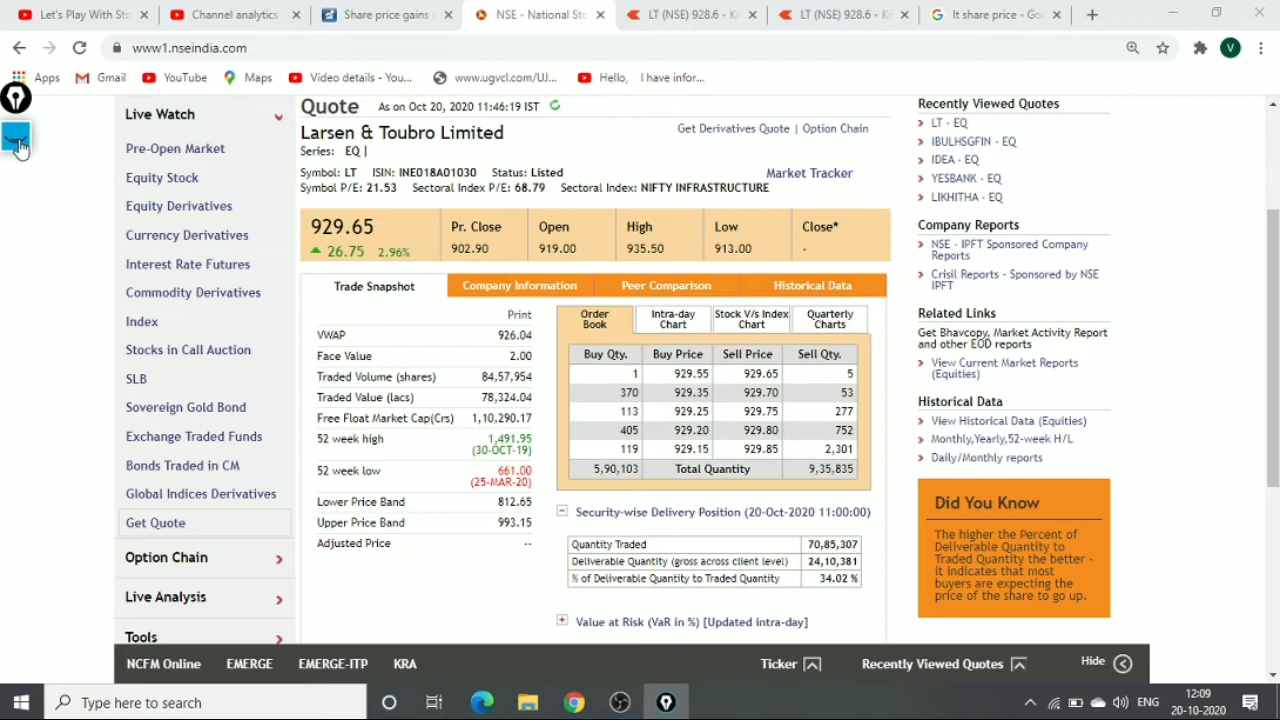 Let's Play With Sto
Channel analytics
Share price gains a
NSE - National Sto
LT (NSE) 928.6 - Ki
LT (NSE) 928.6 - Ki
lt share price - Goo
www1.nseindia.com
V
Apps
Gmail
YouTube
Maps
Video details - You...
www.ugvcl.com/UJ...
Hello, I have infor...
Live Watch
Pre-Open Market
Equity Stock
Equity Derivatives
Currency Derivatives
Interest Rate Futures
Commodity Derivatives
Index
Stocks in Call Auction
SLB
Sovereign Gold Bond
Exchange Traded Funds
Bonds Traded in CM
Global Indices Derivatives
Get Quote
Option Chain
Live Analysis
Tools
Quote As on Oct 20, 2020 11:46:19 IST
Larsen & Toubro Limited
Get Derivatives Quote | Option Chain
Series: EQ |
Symbol: LT ISIN: INE018A01030 Status: Listed
Market Tracker
Symbol P/E: 21.53 Sectoral Index P/E: 68.79 Sectoral Index: NIFTY INFRASTRUCTURE
929.65 Pr. Close Open High Low Close*
26.75 2.96% 902.90 919.00 935.50 913.00 -
Trade Snapshot Company Information Peer Comparison Historical Data
Print
VWAP 926.04
Face Value 2.00
Traded Volume (shares) 84,57,954
Traded Value (lacs) 78,324.04
Free Float Market Cap(Crs) 1,10,290.17
52 week high 1,491.95
(30-OCT-19)
52 week low 661.00
(25-MAR-20)
Lower Price Band 812.65
Upper Price Band 993.15
Adjusted Price --
Order Book
Intra-day Chart
Stock V/s Index Chart
Quarterly Charts
Buy Qty. Buy Price Sell Price Sell Qty.
1 929.55 929.65 5
370 929.35 929.70 53
113 929.25 929.75 277
405 929.20 929.80 752
119 929.15 929.85 2,301
5,90,103 Total Quantity 9,35,835
Security-wise Delivery Position (20-Oct-2020 11:00:00)
Quantity Traded 70,85,307
Deliverable Quantity (gross across client level) 24,10,381
% of Deliverable Quantity to Traded Quantity 34.02 %
Value at Risk (VaR in %) [Updated intra-day]
Recently Viewed Quotes
LT - EQ
IBULHSGFIN - EQ
IDEA - EQ
YESBANK - EQ
LIKHITHA - EQ
Company Reports
NSE - IPFT Sponsored Company
Reports
Crisil Reports - Sponsored by NSE
IPFT
Related Links
Get Bhavcopy, Market Activity Report
and other EOD reports
View Current Market Reports
(Equities)
Historical Data
View Historical Data (Equities)
Monthly,Yearly,52-week H/L
Daily/Monthly reports
Did You Know
The higher the Percent of
Deliverable Quantity to
Traded Quantity the better -
it indicates that most
buyers are expecting the
price of the share to go up.
NCFM Online EMERGE EMERGE-ITP KRA Ticker Recently Viewed Quotes Hide
Type here to search
ENG
12:09
20-10-2020